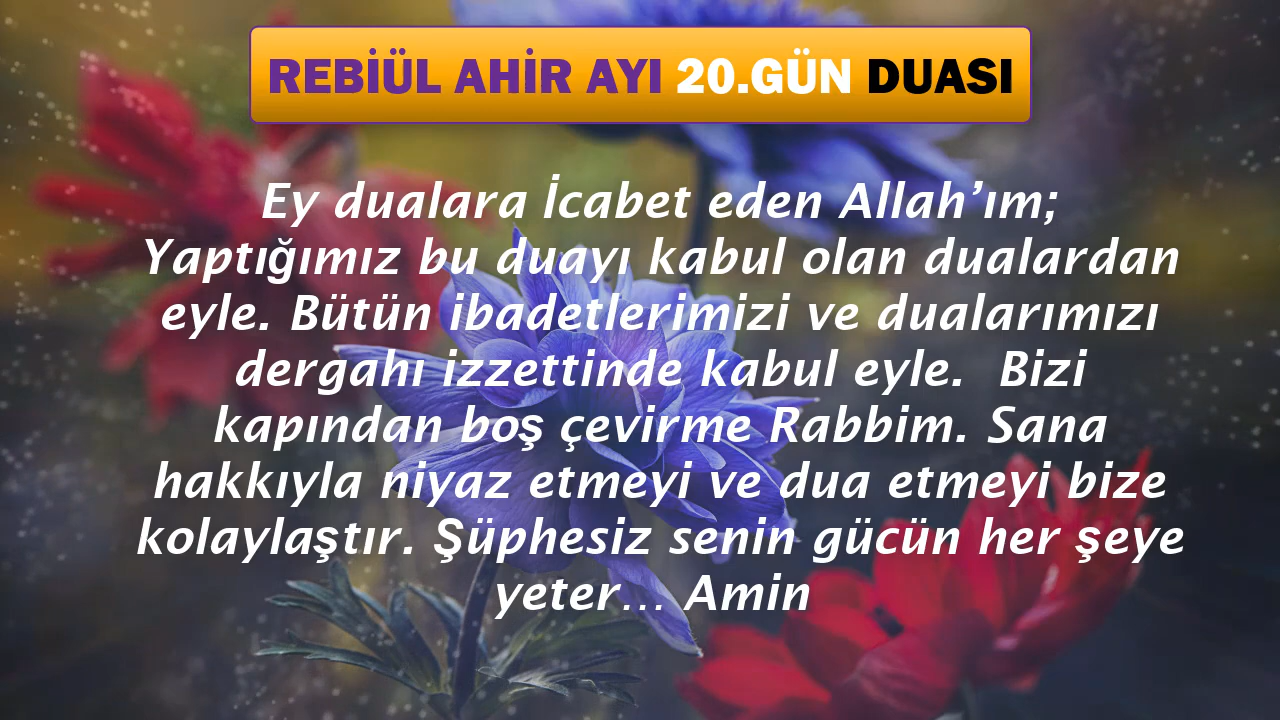 REBİÜL AHİR AYI 20.GÜN DUASI
Ey dualara İcabet eden Allah’ım;
Yaptığımız bu duayı kabul olan dualardan
eyle. Bütün ibadetlerimizi ve dualarımızı
dergahı izzettinde kabul eyle.  Bizi
kapından boş çevirme Rabbim. Sana
hakkıyla niyaz etmeyi ve dua etmeyi bize
kolaylaştır. Şüphesiz senin gücün her şeye
yeter… Amin